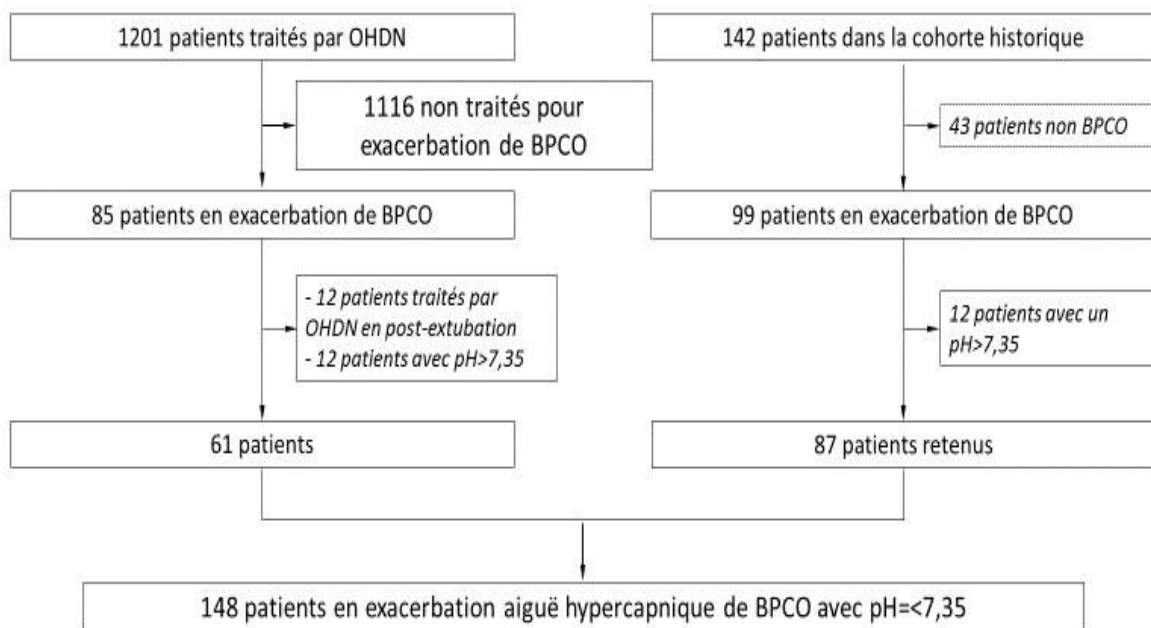 1201 patients traités par OHDN
142 patients dans la cohorte historique
1116 non traités pour
exacerbation de BPCO
43 patients non BPCO
85 patients en exacerbation de BPCO
99 patients en exacerbation de BPCO
- 12 patients traités par
OHDN en post-extubation
- 12 patients avec pH>7,35
12 patients avec un
pH>7,35
61 patients
87 patients retenus
148 patients en exacerbation aiguë hypercapnique de BPCO avec pH=<7,35